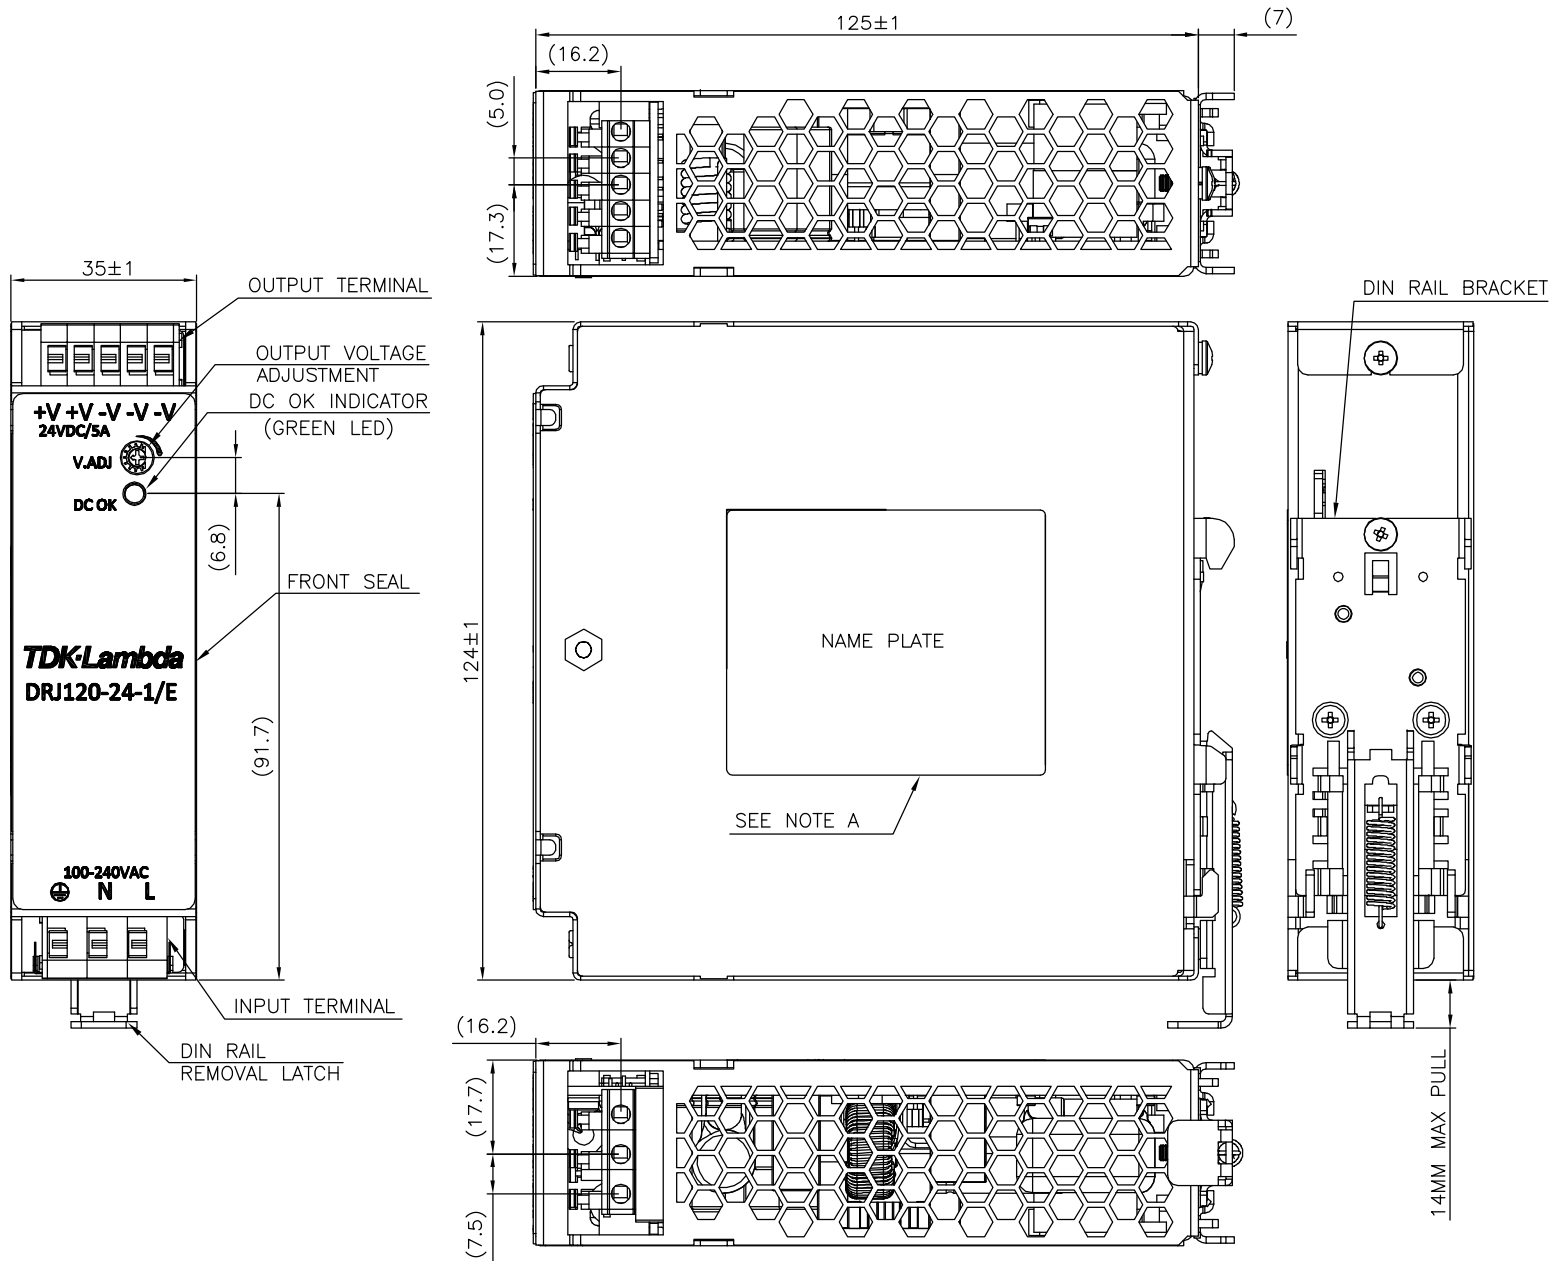 125±1
(7)
(16.2)
(5.0)
(17.3)
35±1
OUTPUT TERMINAL
OUTPUT VOLTAGE
ADJUSTMENT
DC OK INDICATOR
(GREEN LED)
+V +V -V -V -V
24VDC/5A
V.ADJ
DC OK
(6.8)
FRONT SEAL
TDK·Lambda
DRJ120-24-1/E
(91.7)
100-240VAC
N L
INPUT TERMINAL
DIN RAIL
REMOVAL LATCH
124±1
NAME PLATE
SEE NOTE A
DIN RAIL BRACKET
14MM MAX PULL
(16.2)
(17.7)
(7.5)